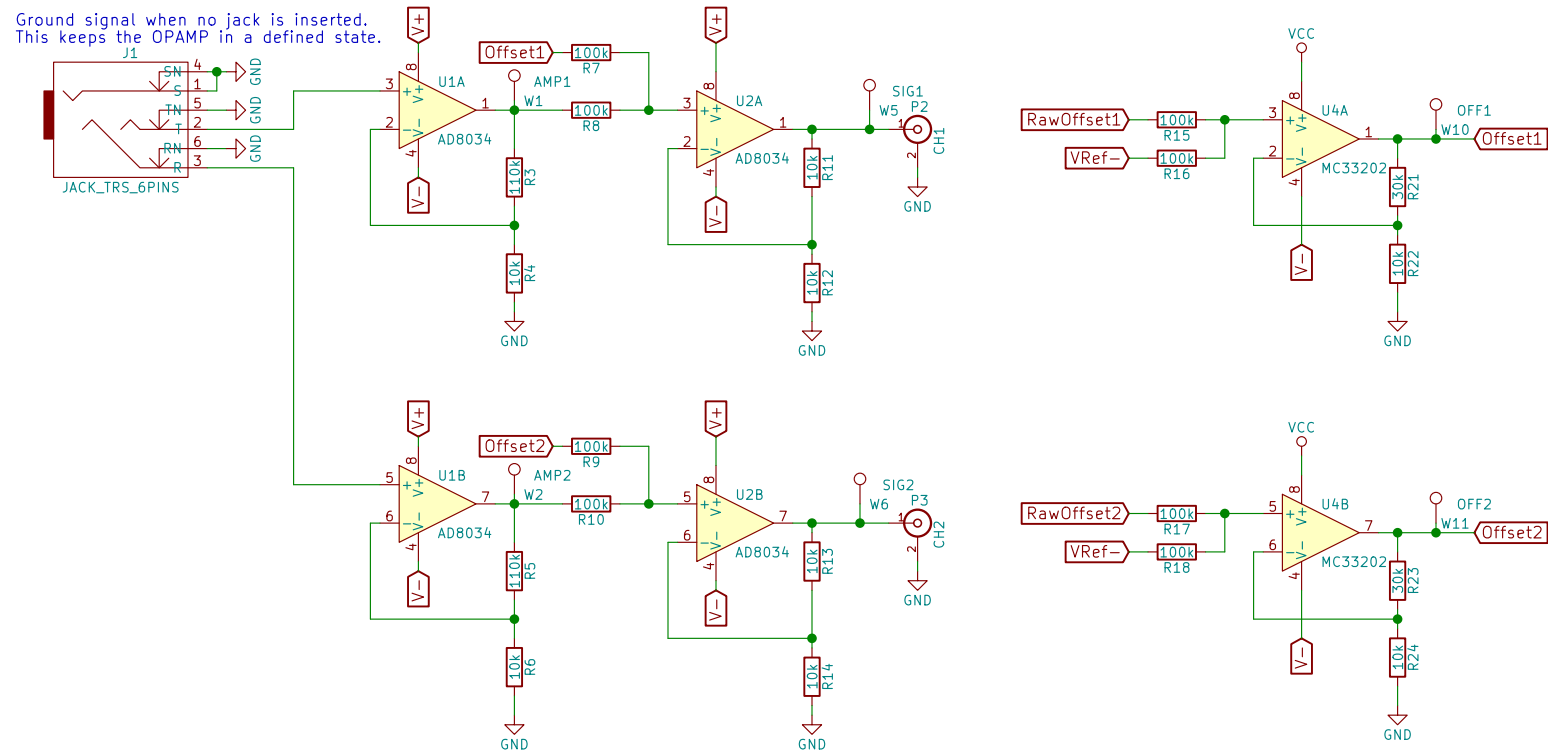 Ground signal when no jack is inserted.
This keeps the OPAMP in a defined state.
J1
SN 4
S 1
TN 5
T 2
RN 6
R 3
GND
GND
GND
JACK_TRS_6PINS
V+
8
3 + V+
2 - V-
4
V-
U1A
1
AD8034
Offset1
100k
R7
AMP1
W1
100k
R8
110k
R3
10k
R4
GND
V+
8
3 + V+
2 - V-
4
V-
U2A
1
AD8034
10k
R11
10k
R12
GND
SIG1
W5
P2
1
2
CH1
GND
RawOffset1
100k
R15
VRef-
100k
R16
VCC
8
3 + V+
2 - V-
4
V-
U4A
1
MC33202
OFF1
W10
Offset1
30k
R21
10k
R22
GND
V+
8
5 + V+
6 - V-
4
V-
U1B
7
AD8034
Offset2
100k
R9
AMP2
W2
100k
R10
110k
R5
10k
R6
GND
V+
8
5 + V+
6 - V-
4
V-
U2B
7
AD8034
10k
R13
10k
R14
GND
SIG2
W6
P3
1
2
CH2
GND
RawOffset2
100k
R17
VRef-
100k
R18
VCC
8
5 + V+
6 - V-
4
V-
U4B
7
MC33202
OFF2
W11
Offset2
30k
R23
10k
R24
GND